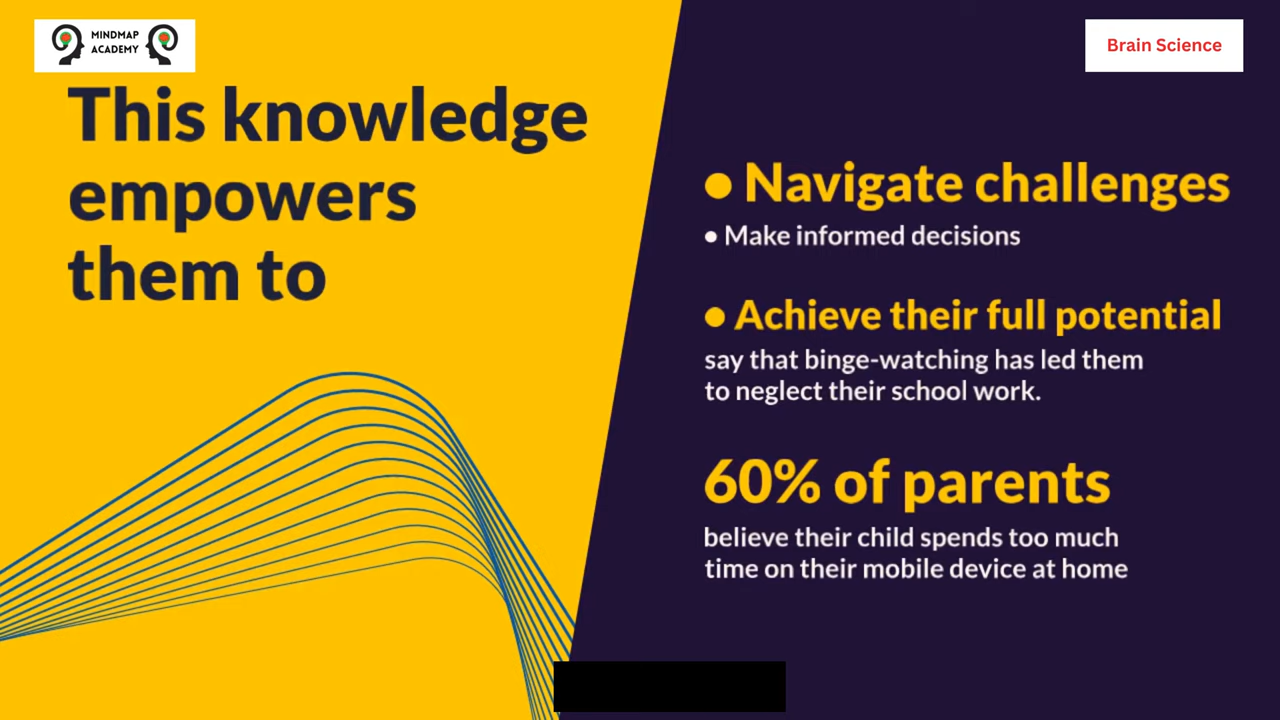 MINDMAP
ACADEMY
Brain Science
This knowledge
empowers
them to
• Navigate challenges
• Make informed decisions
• Achieve their full potential
say that binge-watching has led them
to neglect their school work.
60% of parents
believe their child spends too much
time on their mobile device at home